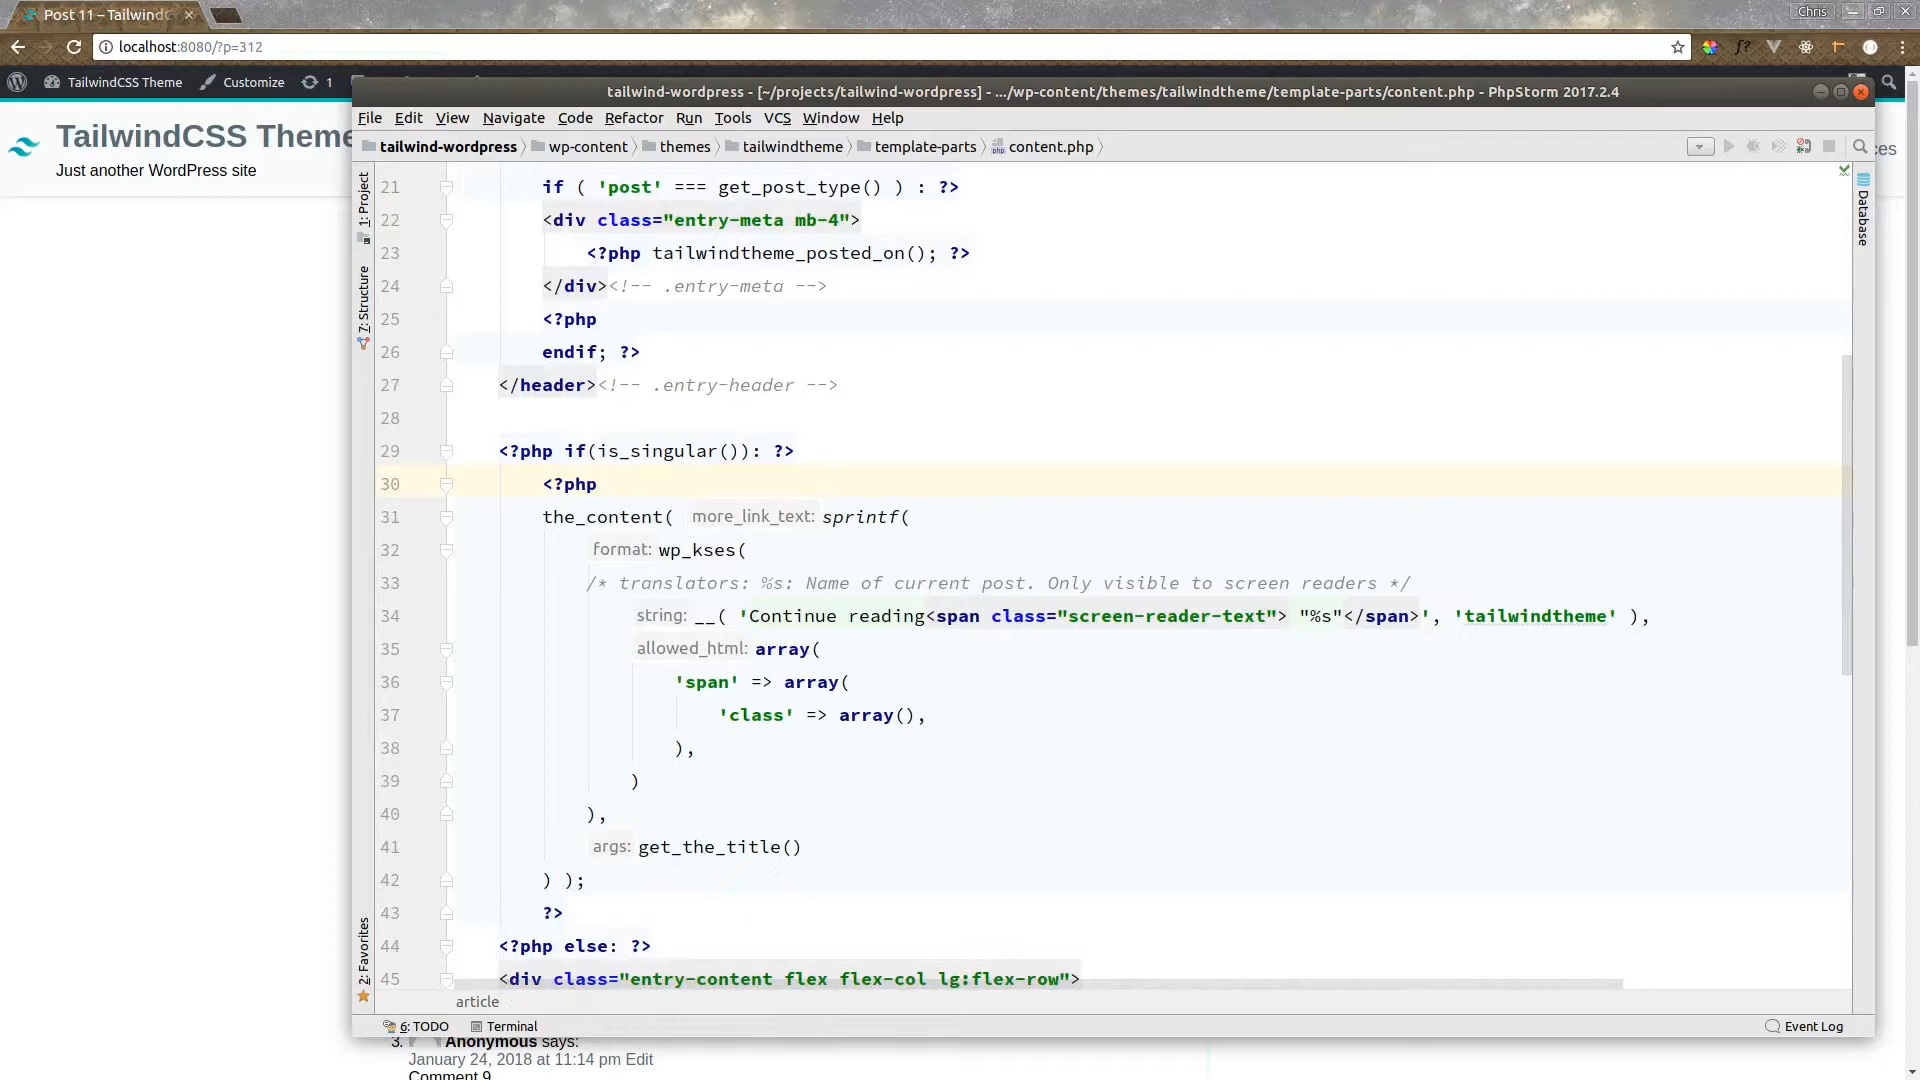 Post 11 – TailwindC
Chris
localhost:8080/?p=312
TailwindCSS Theme
Customize
1
TailwindCSS Theme
Just another WordPress site
tailwind-wordpress - [~/projects/tailwind-wordpress] - .../wp-content/themes/tailwindtheme/template-parts/content.php - PhpStorm 2017.2.4
File Edit View Navigate Code Refactor Run Tools VCS Window Help
tailwind-wordpress wp-content themes tailwindtheme template-parts content.php
1: Project
7: Structure
2: Favorites
Database
21 if ( 'post' === get_post_type() ) : ?>
22 <div class="entry-meta mb-4">
23 <?php tailwindtheme_posted_on(); ?>
24 </div><!-- .entry-meta -->
25 <?php
26 endif; ?>
27 </header><!-- .entry-header -->
28
29 <?php if(is_singular()): ?>
30 <?php
31 the_content( more_link_text: sprintf(
32 format: wp_kses(
33 /* translators: %s: Name of current post. Only visible to screen readers */
34 string: __( 'Continue reading<span class="screen-reader-text"> "%s"</span>', 'tailwindtheme' ),
35 allowed_html: array(
36 'span' => array(
37 'class' => array(),
38 ),
39 )
40 ),
41 args: get_the_title()
42 ) );
43 ?>
44 <?php else: ?>
45 <div class="entry-content flex flex-col lg:flex-row">
article
6: TODO Terminal
Event Log
3. Anonymous says:
January 24, 2018 at 11:14 pm Edit
Comment 9